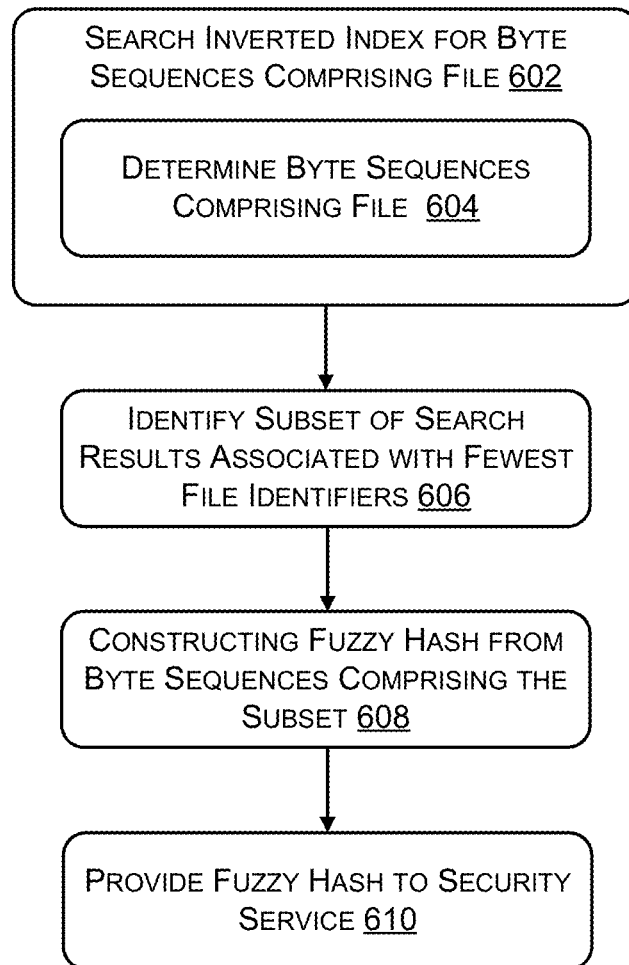 SEARCH INVERTED INDEX FOR BYTE
SEQUENCES COMPRISING FILE 602
DETERMINE BYTE SEQUENCES
COMPRISING FILE 604
IDENTIFY SUBSET OF SEARCH
RESULTS ASSOCIATED WITH FEWEST
FILE IDENTIFIERS 606
CONSTRUCTING FUZZY HASH FROM
BYTE SEQUENCES COMPRISING THE
SUBSET 608
PROVIDE FUZZY HASH TO SECURITY
SERVICE 610